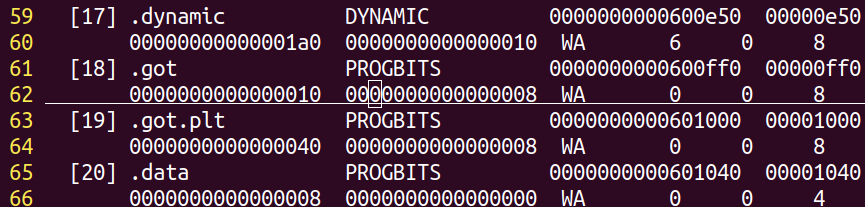 59 [17] .dynamic DYNAMIC 0000000000600e50 00000e50
60 00000000000001a0 0000000000000010 WA 6 0 8
61 [18] .got PROGBITS 0000000000600ff0 00000ff0
62 0000000000000010 0000000000000008 WA 0 0 8
63 [19] .got.plt PROGBITS 0000000000601000 00001000
64 0000000000000040 0000000000000008 WA 0 0 8
65 [20] .data PROGBITS 0000000000601040 00001040
66 0000000000000008 0000000000000000 WA 0 0 4